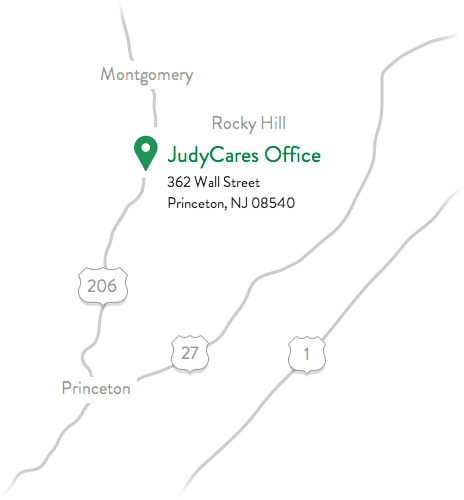 Montgomery
Rocky Hill
JudyCares Office
362 Wall Street
Princeton, NJ 08540
206
27
1
Princeton